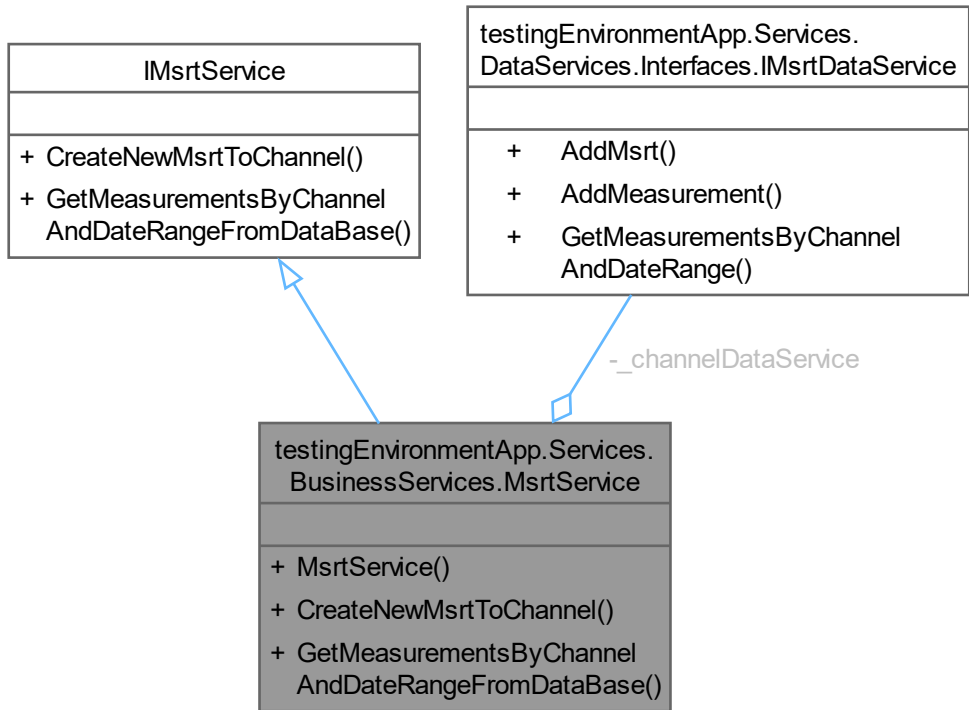 IMsrtService
+ CreateNewMsrtToChannel()
+ GetMeasurementsByChannel
AndDateRangeFromDataBase()
testingEnvironmentApp.Services.
DataServices.Interfaces.IMsrtDataService
+ AddMsrt()
+ AddMeasurement()
+ GetMeasurementsByChannel
AndDateRange()
-_channelDataService
testingEnvironmentApp.Services.
BusinessServices.MsrtService
+ MsrtService()
+ CreateNewMsrtToChannel()
+ GetMeasurementsByChannel
AndDateRangeFromDataBase()